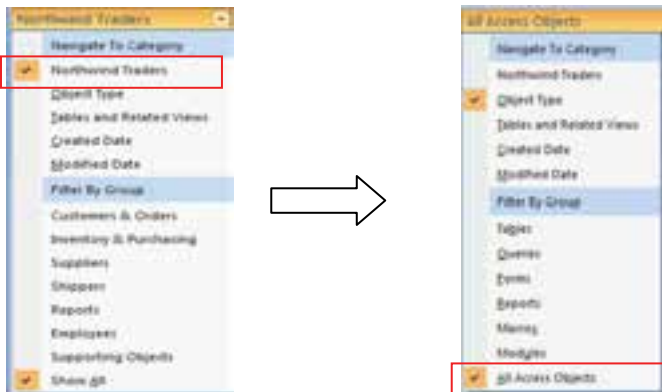 Northwind Traders
Navigate To Category
Northwind Traders
Object Type
Tables and Related Views
Created Date
Modified Date
Filter By Group
Customers & Orders
Inventory & Purchasing
Suppliers
Shippers
Reports
Employees
Supporting Objects
Show All
All Access Objects
Navigate To Category
Northwind Traders
Object Type
Tables and Related Views
Created Date
Modified Date
Filter By Group
Tables
Queries
Forms
Reports
Macros
Modules
All Access Objects